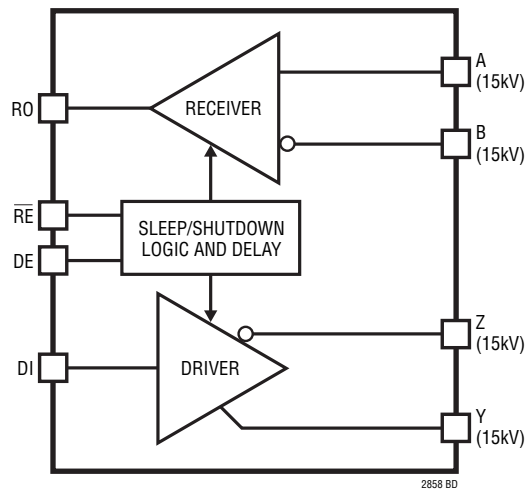 A
(15kV)
RO
RECEIVER
B
(15kV)
RE
SLEEP/SHUTDOWN
LOGIC AND DELAY
DE
Z
(15kV)
DI
DRIVER
Y
(15kV)
2858 BD